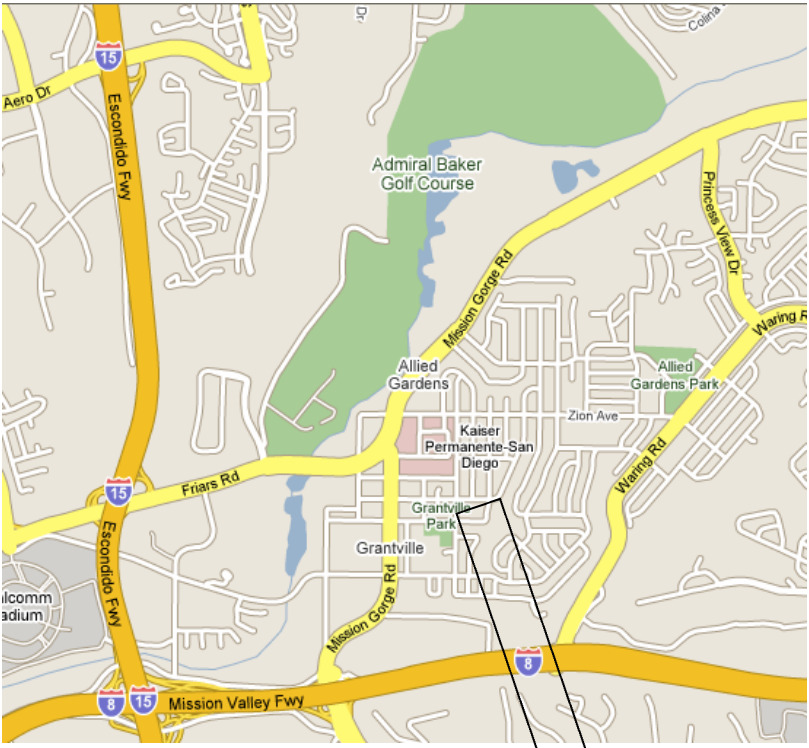 Dr
Colina
15
Aero Dr
Escondido Fwy
Admiral Baker
Golf Course
Princess View Dr
Mission Gorge Rd
Waring R
Allied
Gardens
Allied
Gardens Park
Zion Ave
Kaiser
Permanente-San
Diego
Waring Rd
Friars Rd
15
Grantville
Park
Grantville
Escondido Fwy
alcomm
adium
Mission Gorge Rd
8
8
15
Mission Valley Fwy